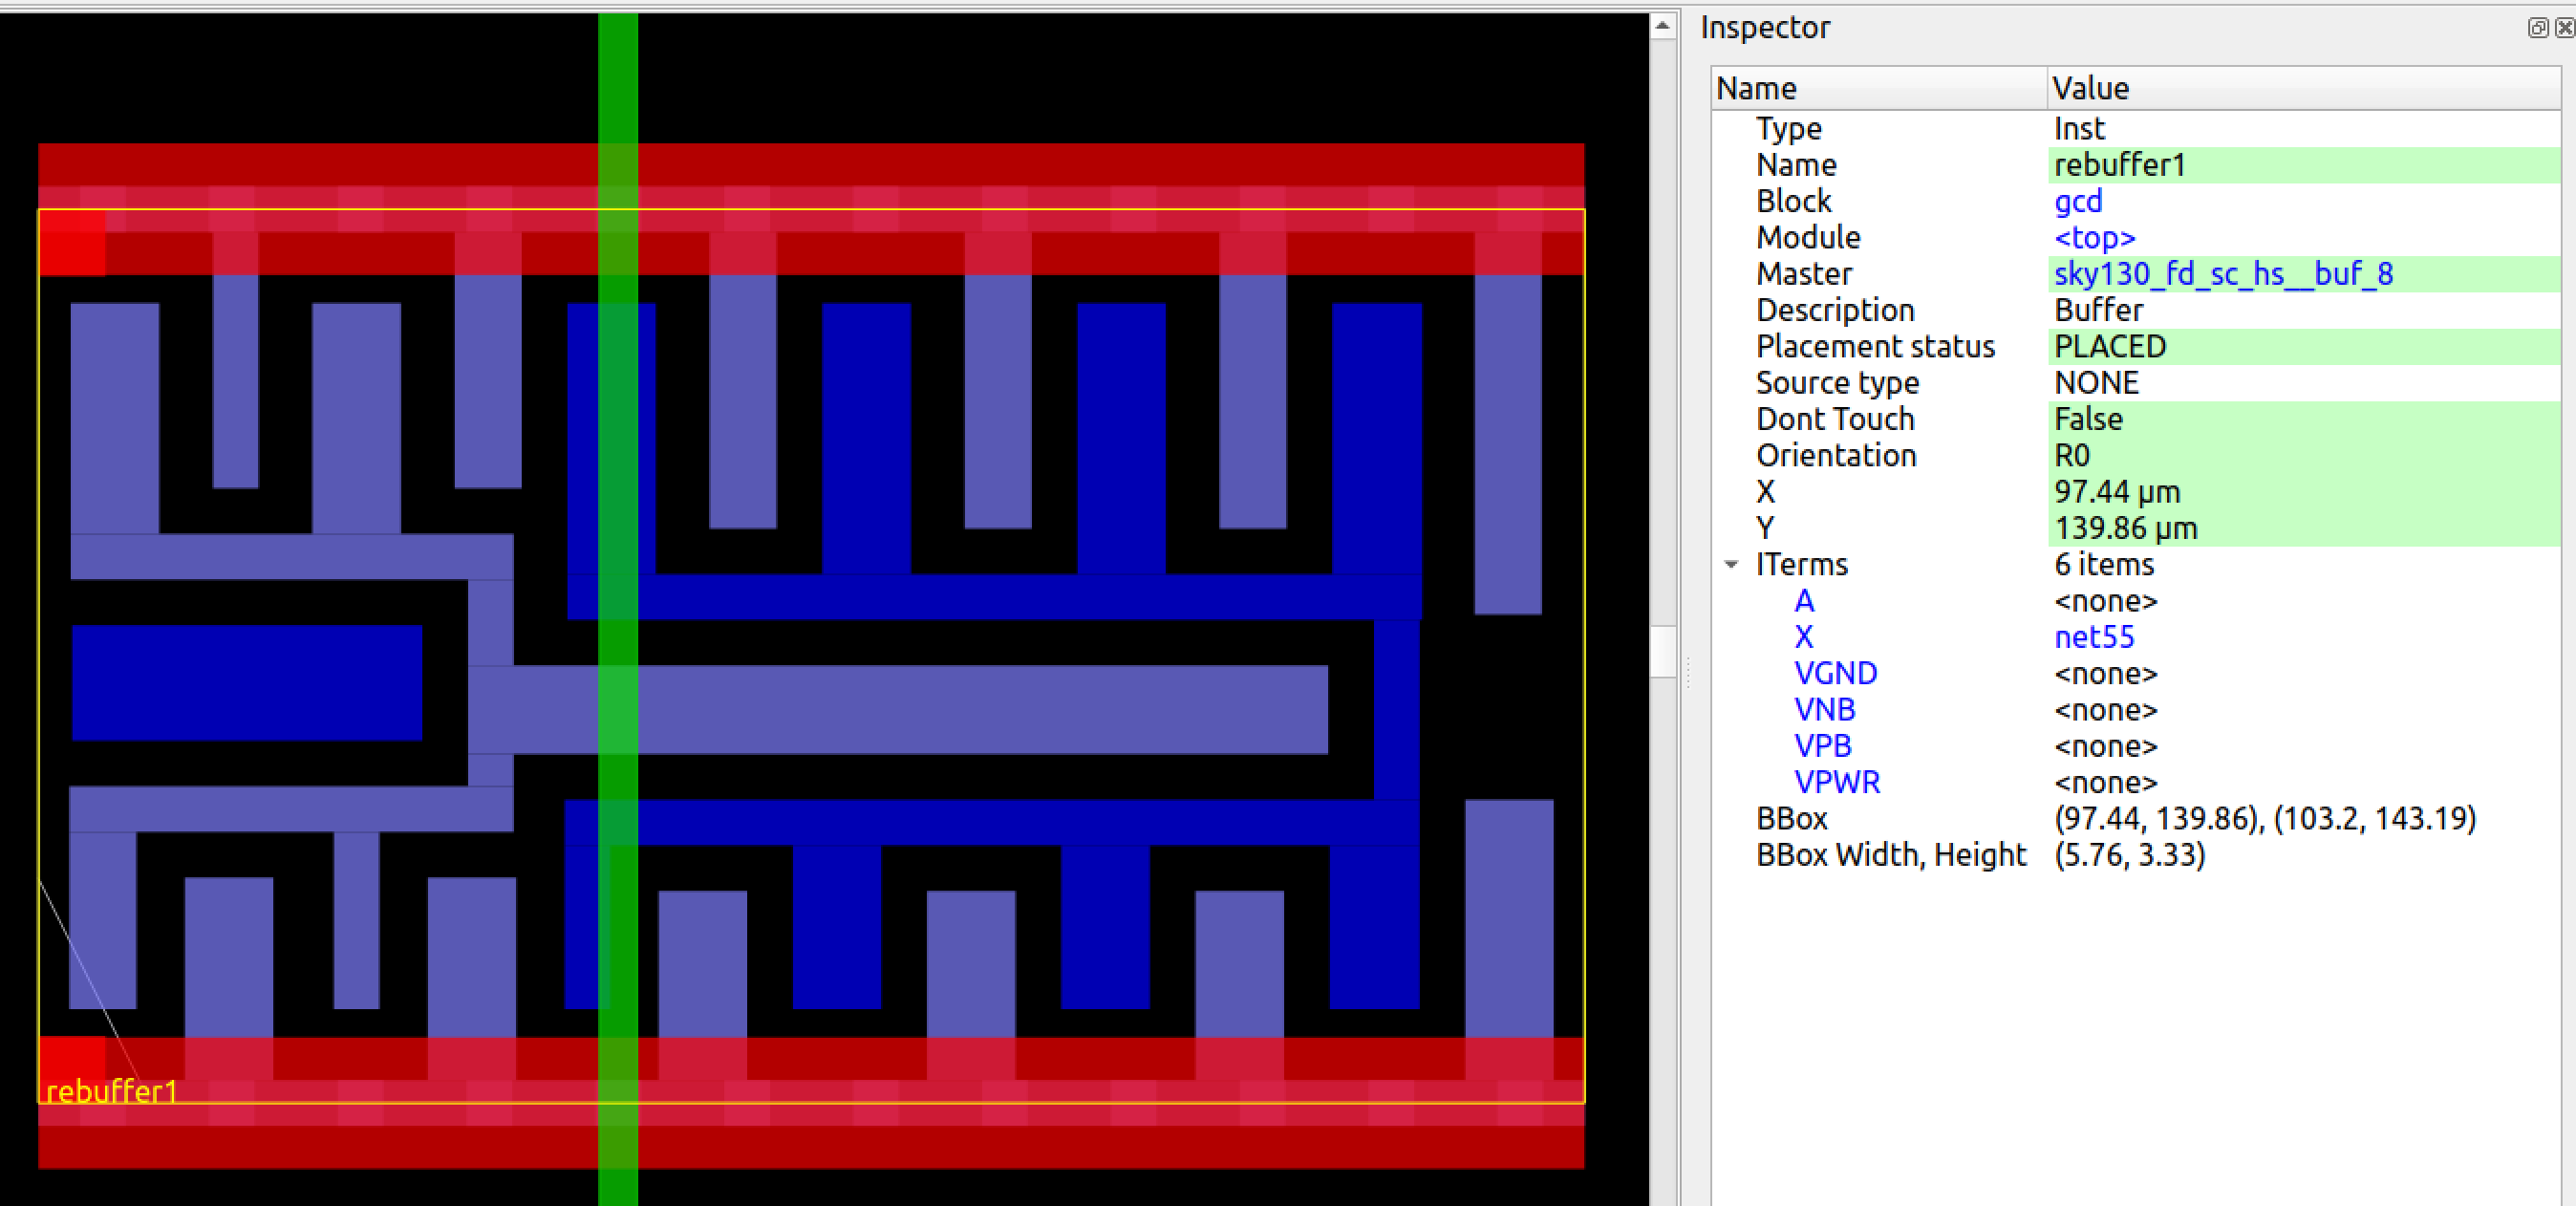 Inspector
Name Value
Type Inst
Name rebuffer1
Block gcd
Module <top>
Master sky130_fd_sc_hs__buf_8
Description Buffer
Placement status PLACED
Source type NONE
Dont Touch False
Orientation R0
X 97.44 µm
Y 139.86 µm
ITerms 6 items
A <none>
X net55
VGND <none>
VNB <none>
VPB <none>
VPWR <none>
BBox (97.44, 139.86), (103.2, 143.19)
BBox Width, Height (5.76, 3.33)
rebuffer1